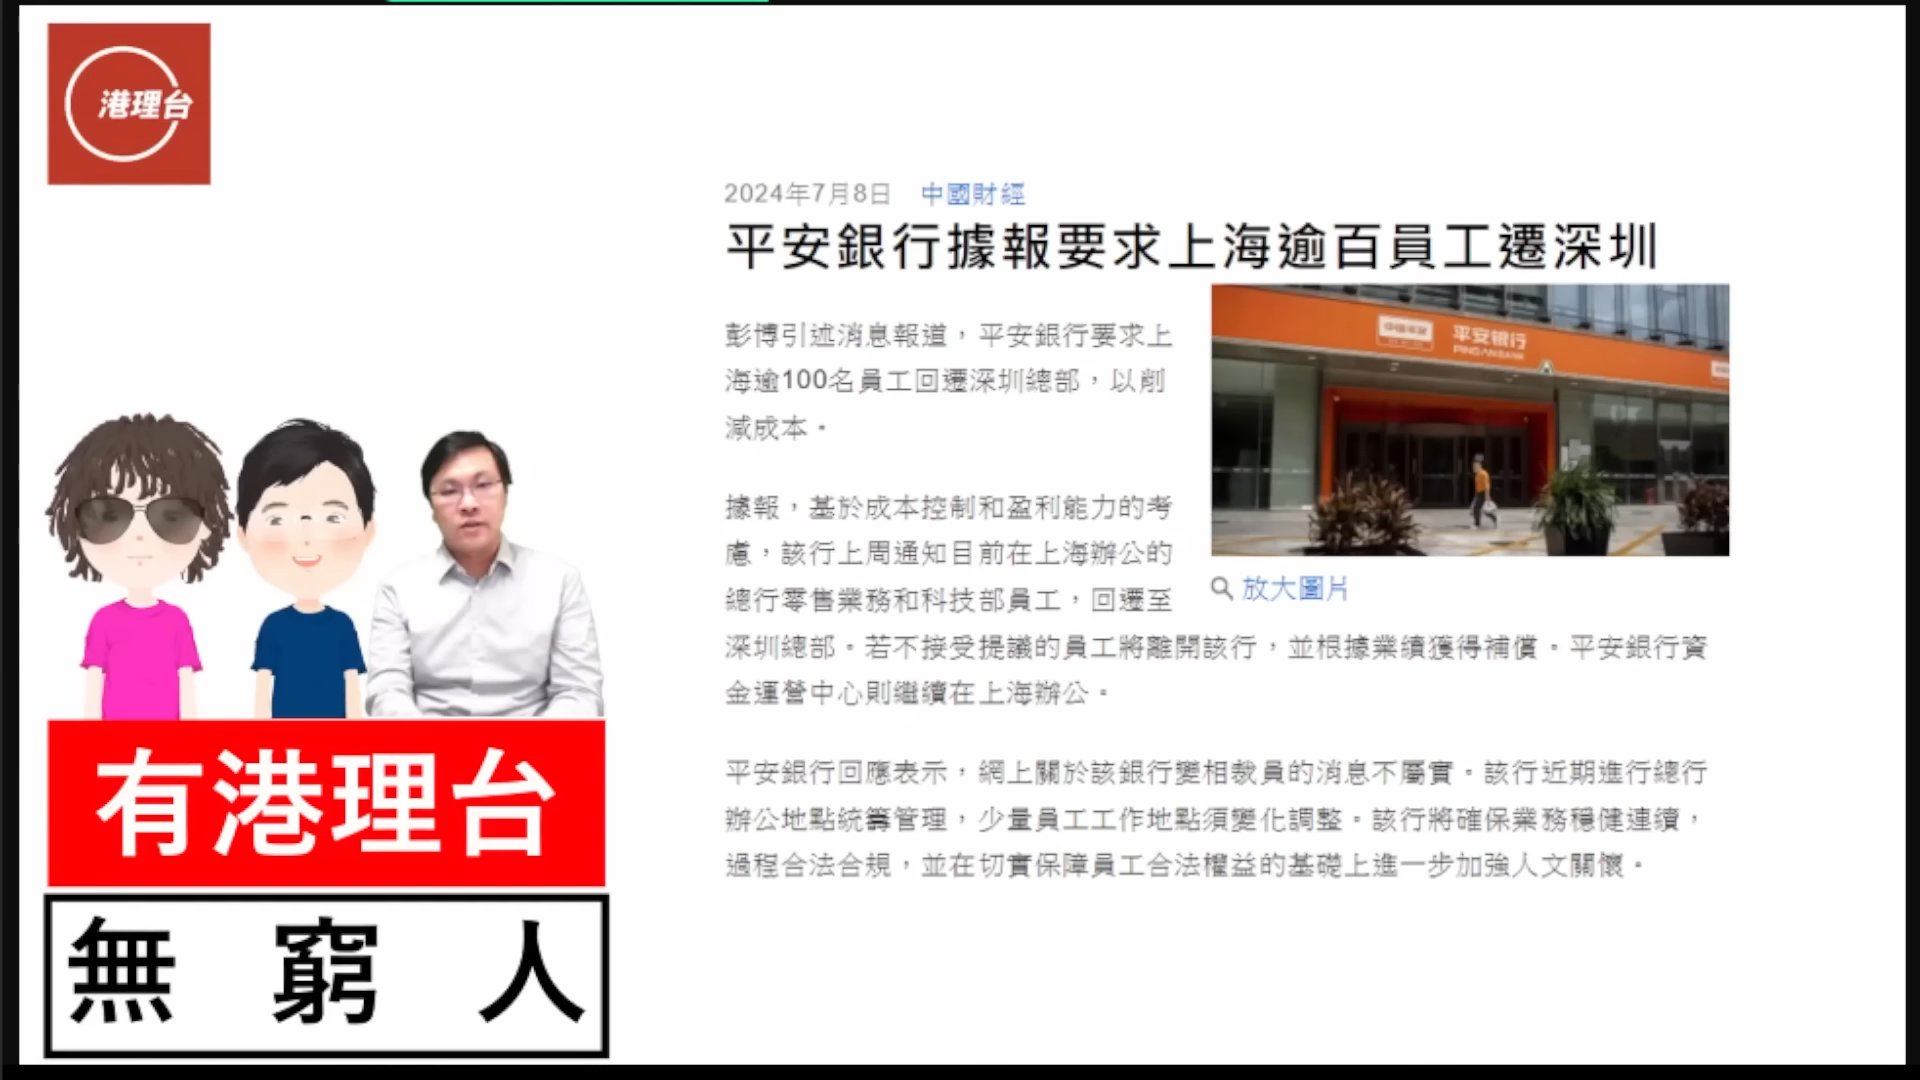 港理台
2024年7月8日 中國財經
平安銀行據報要求上海逾百員工遷深圳
彭博引述消息報道，平安銀行要求上
海逾100名員工回遷深圳總部，以削
減成本。
平安银行
PINGAN BANK
放大圖片
據報，基於成本控制和盈利能力的考
慮，該行上周通知目前在上海辦公的
總行零售業務和科技部員工，回遷至
深圳總部。若不接受提議的員工將離開該行，並根據業績獲得補償。平安銀行資
金運營中心則繼續在上海辦公。
平安銀行回應表示，網上關於該銀行變相裁員的消息不屬實。該行近期進行總行
辦公地點統籌管理，少量員工工作地點須變化調整。該行將確保業務穩健連續，
過程合法合規，並在切實保障員工合法權益的基礎上進一步加強人文關懷。
有港理台
無窮人